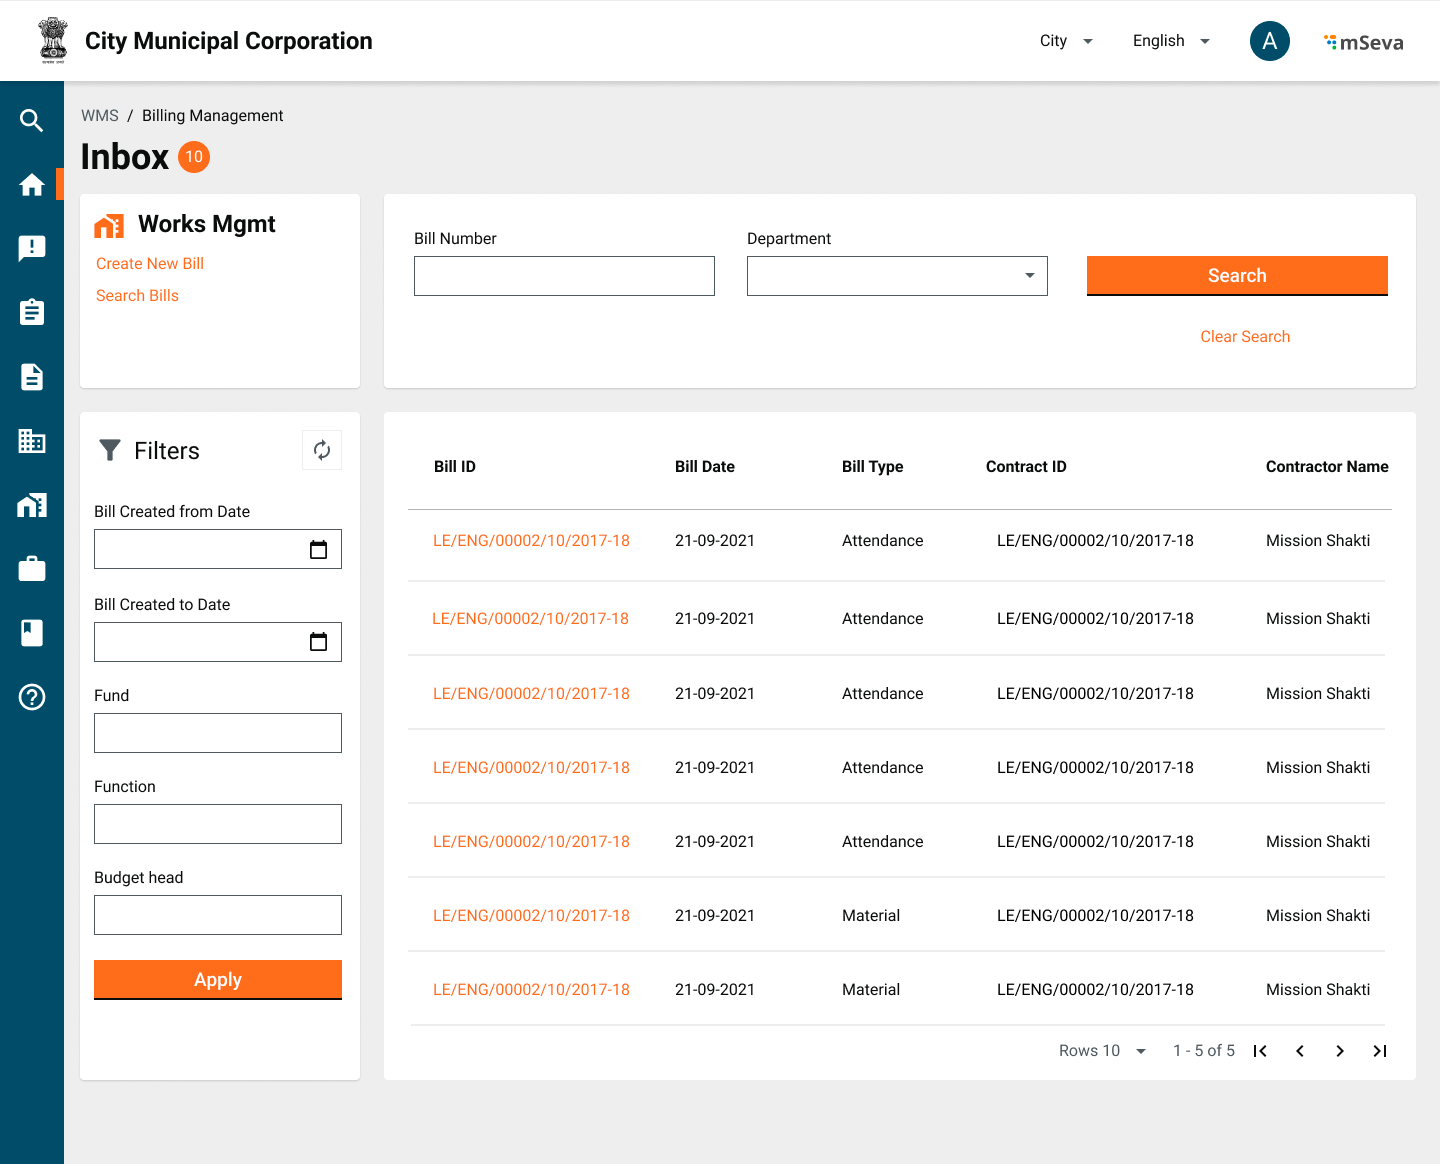 City Municipal Corporation
City
English
A
mSeva
WMS / Billing Management
Inbox 10
Works Mgmt
Create New Bill
Search Bills
Bill Number
Department
Search
Clear Search
Filters
Bill Created from Date
Bill Created to Date
Fund
Function
Budget head
Apply
Bill ID Bill Date Bill Type Contract ID Contractor Name
LE/ENG/00002/10/2017-18 21-09-2021 Attendance LE/ENG/00002/10/2017-18 Mission Shakti
LE/ENG/00002/10/2017-18 21-09-2021 Attendance LE/ENG/00002/10/2017-18 Mission Shakti
LE/ENG/00002/10/2017-18 21-09-2021 Attendance LE/ENG/00002/10/2017-18 Mission Shakti
LE/ENG/00002/10/2017-18 21-09-2021 Attendance LE/ENG/00002/10/2017-18 Mission Shakti
LE/ENG/00002/10/2017-18 21-09-2021 Attendance LE/ENG/00002/10/2017-18 Mission Shakti
LE/ENG/00002/10/2017-18 21-09-2021 Material LE/ENG/00002/10/2017-18 Mission Shakti
LE/ENG/00002/10/2017-18 21-09-2021 Material LE/ENG/00002/10/2017-18 Mission Shakti
Rows 10 1 - 5 of 5